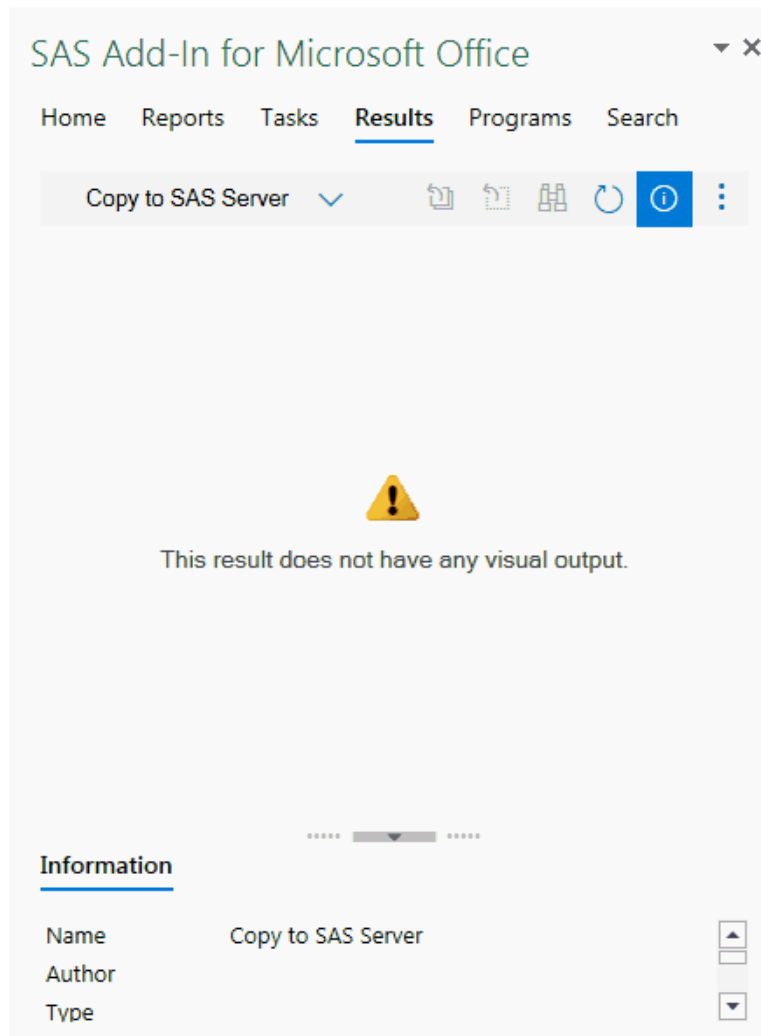 SAS Add-In for Microsoft Office
Home Reports Tasks Results Programs Search
Copy to SAS Server
This result does not have any visual output.
Information
Name Copy to SAS Server
Author
Type